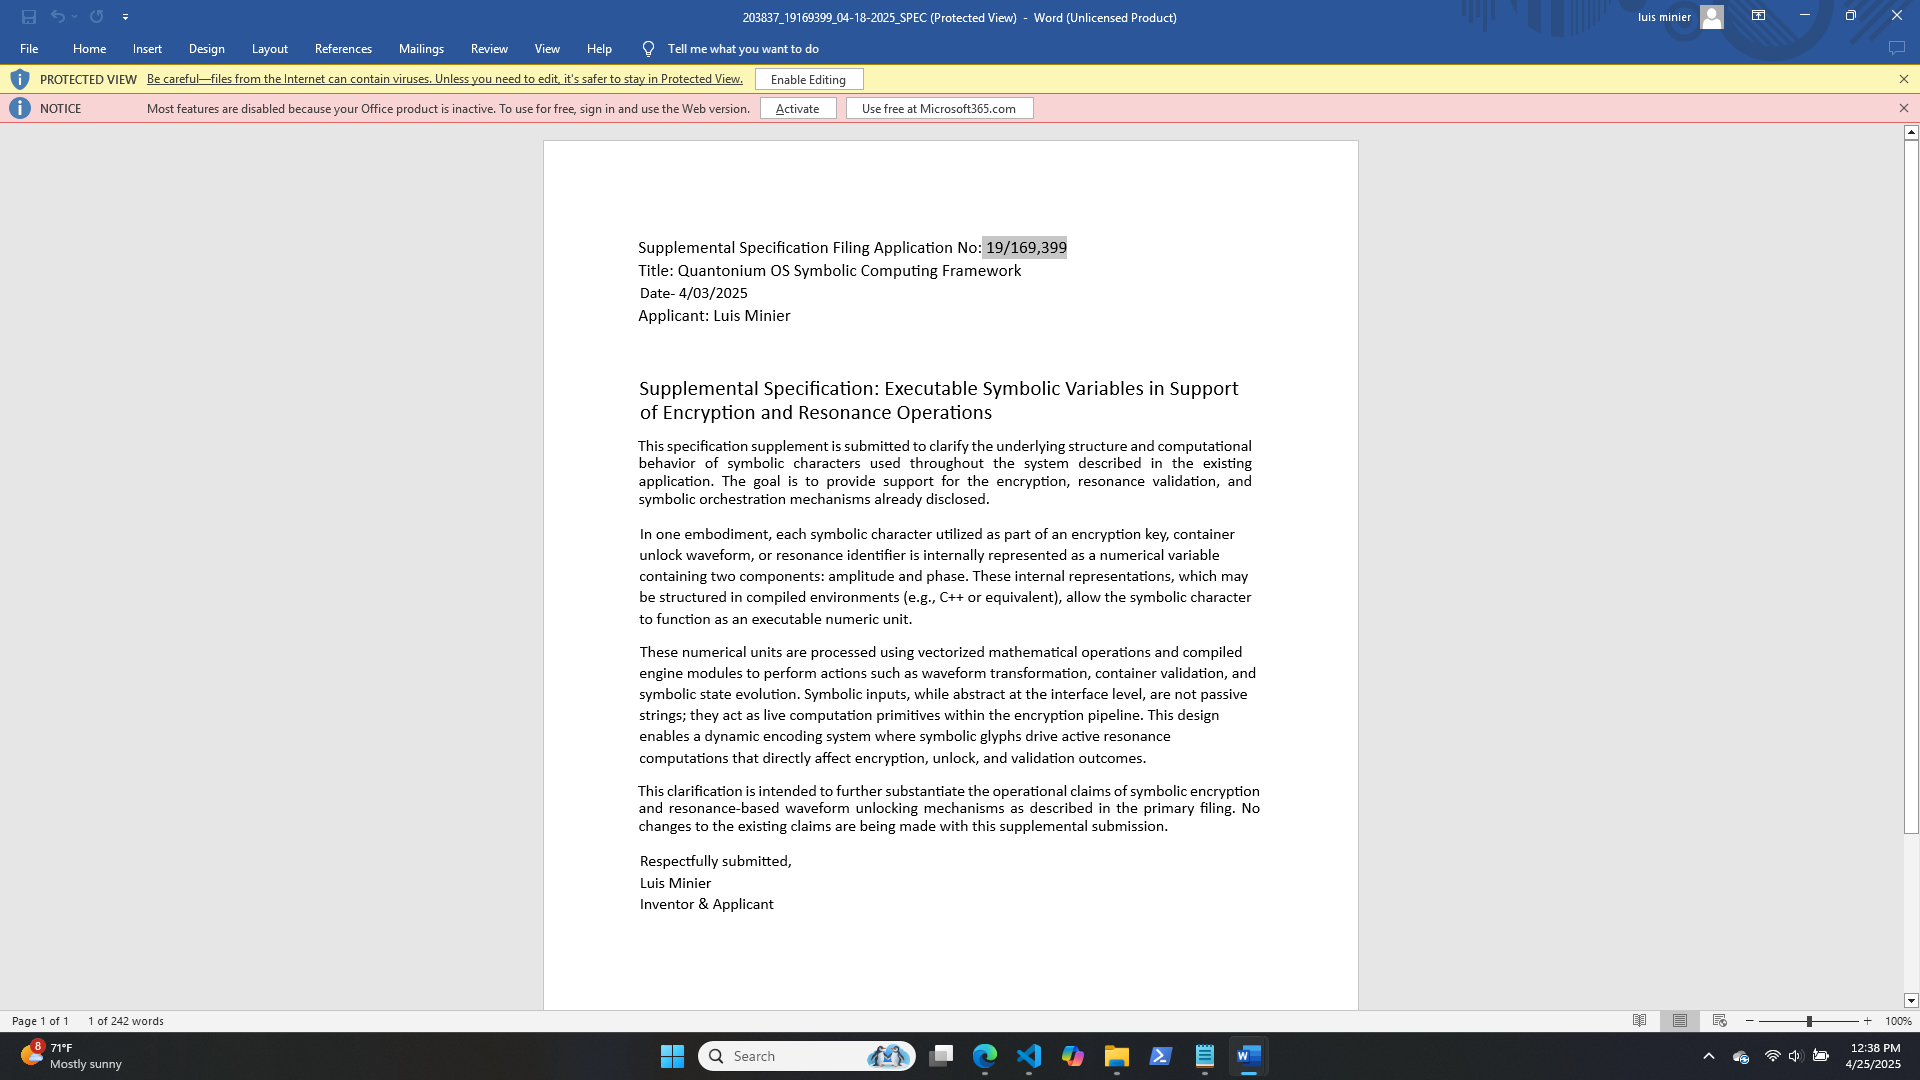 203837_19169399_04-18-2025_SPEC (Protected View) - Word (Unlicensed Product)
luis minier
File Home Insert Design Layout References Mailings Review View Help Tell me what you want to do
PROTECTED VIEW Be careful—files from the Internet can contain viruses. Unless you need to edit, it's safer to stay in Protected View. Enable Editing
NOTICE Most features are disabled because your Office product is inactive. To use for free, sign in and use the Web version. Activate Use free at Microsoft365.com
Supplemental Specification Filing Application No: 19/169,399
Title: Quantonium OS Symbolic Computing Framework
Date- 4/03/2025
Applicant: Luis Minier
Supplemental Specification: Executable Symbolic Variables in Support
of Encryption and Resonance Operations
This specification supplement is submitted to clarify the underlying structure and computational
behavior of symbolic characters used throughout the system described in the existing
application. The goal is to provide support for the encryption, resonance validation, and
symbolic orchestration mechanisms already disclosed.
In one embodiment, each symbolic character utilized as part of an encryption key, container
unlock waveform, or resonance identifier is internally represented as a numerical variable
containing two components: amplitude and phase. These internal representations, which may
be structured in compiled environments (e.g., C++ or equivalent), allow the symbolic character
to function as an executable numeric unit.
These numerical units are processed using vectorized mathematical operations and compiled
engine modules to perform actions such as waveform transformation, container validation, and
symbolic state evolution. Symbolic inputs, while abstract at the interface level, are not passive
strings; they act as live computation primitives within the encryption pipeline. This design
enables a dynamic encoding system where symbolic glyphs drive active resonance
computations that directly affect encryption, unlock, and validation outcomes.
This clarification is intended to further substantiate the operational claims of symbolic encryption
and resonance-based waveform unlocking mechanisms as described in the primary filing. No
changes to the existing claims are being made with this supplemental submission.
Respectfully submitted,
Luis Minier
Inventor & Applicant
Page 1 of 1 1 of 242 words
100%
8
71°F
Mostly sunny
Search
12:38 PM
4/25/2025